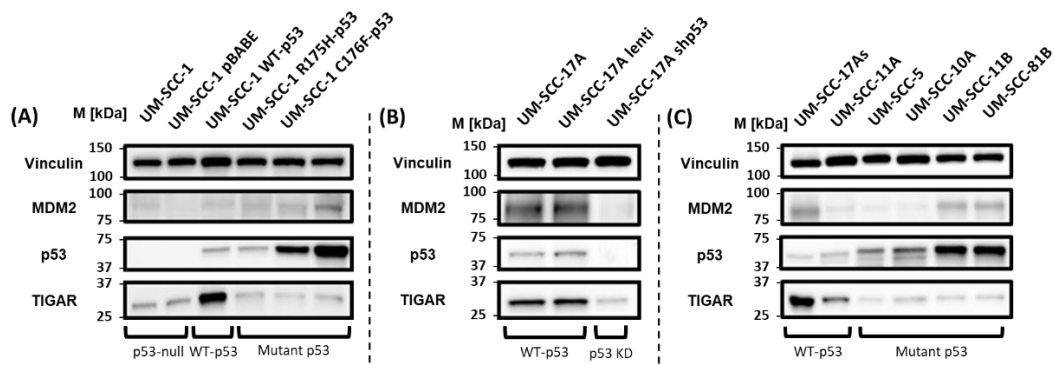 (A)
UM-SCC-1
UM-SCC-1 pBABE
UM-SCC-1 WT-p53
UM-SCC-1 R175H-p53
UM-SCC-1 C176F-p53
M [kDa]
Vinculin
150
100
MDM2
100
75
p53
75
37
TIGAR
37
25
p53-null
WT-p53
Mutant p53
(B)
UM-SCC-17A
UM-SCC-17A lenti
UM-SCC-17A shp53
M [kDa]
Vinculin
150
100
MDM2
100
75
p53
75
37
TIGAR
37
25
WT-p53
p53 KD
(C)
UM-SCC-17As
UM-SCC-11A
UM-SCC-5
UM-SCC-10A
UM-SCC-11B
UM-SCC-81B
M [kDa]
Vinculin
150
100
MDM2
100
75
p53
75
37
TIGAR
37
25
WT-p53
Mutant p53